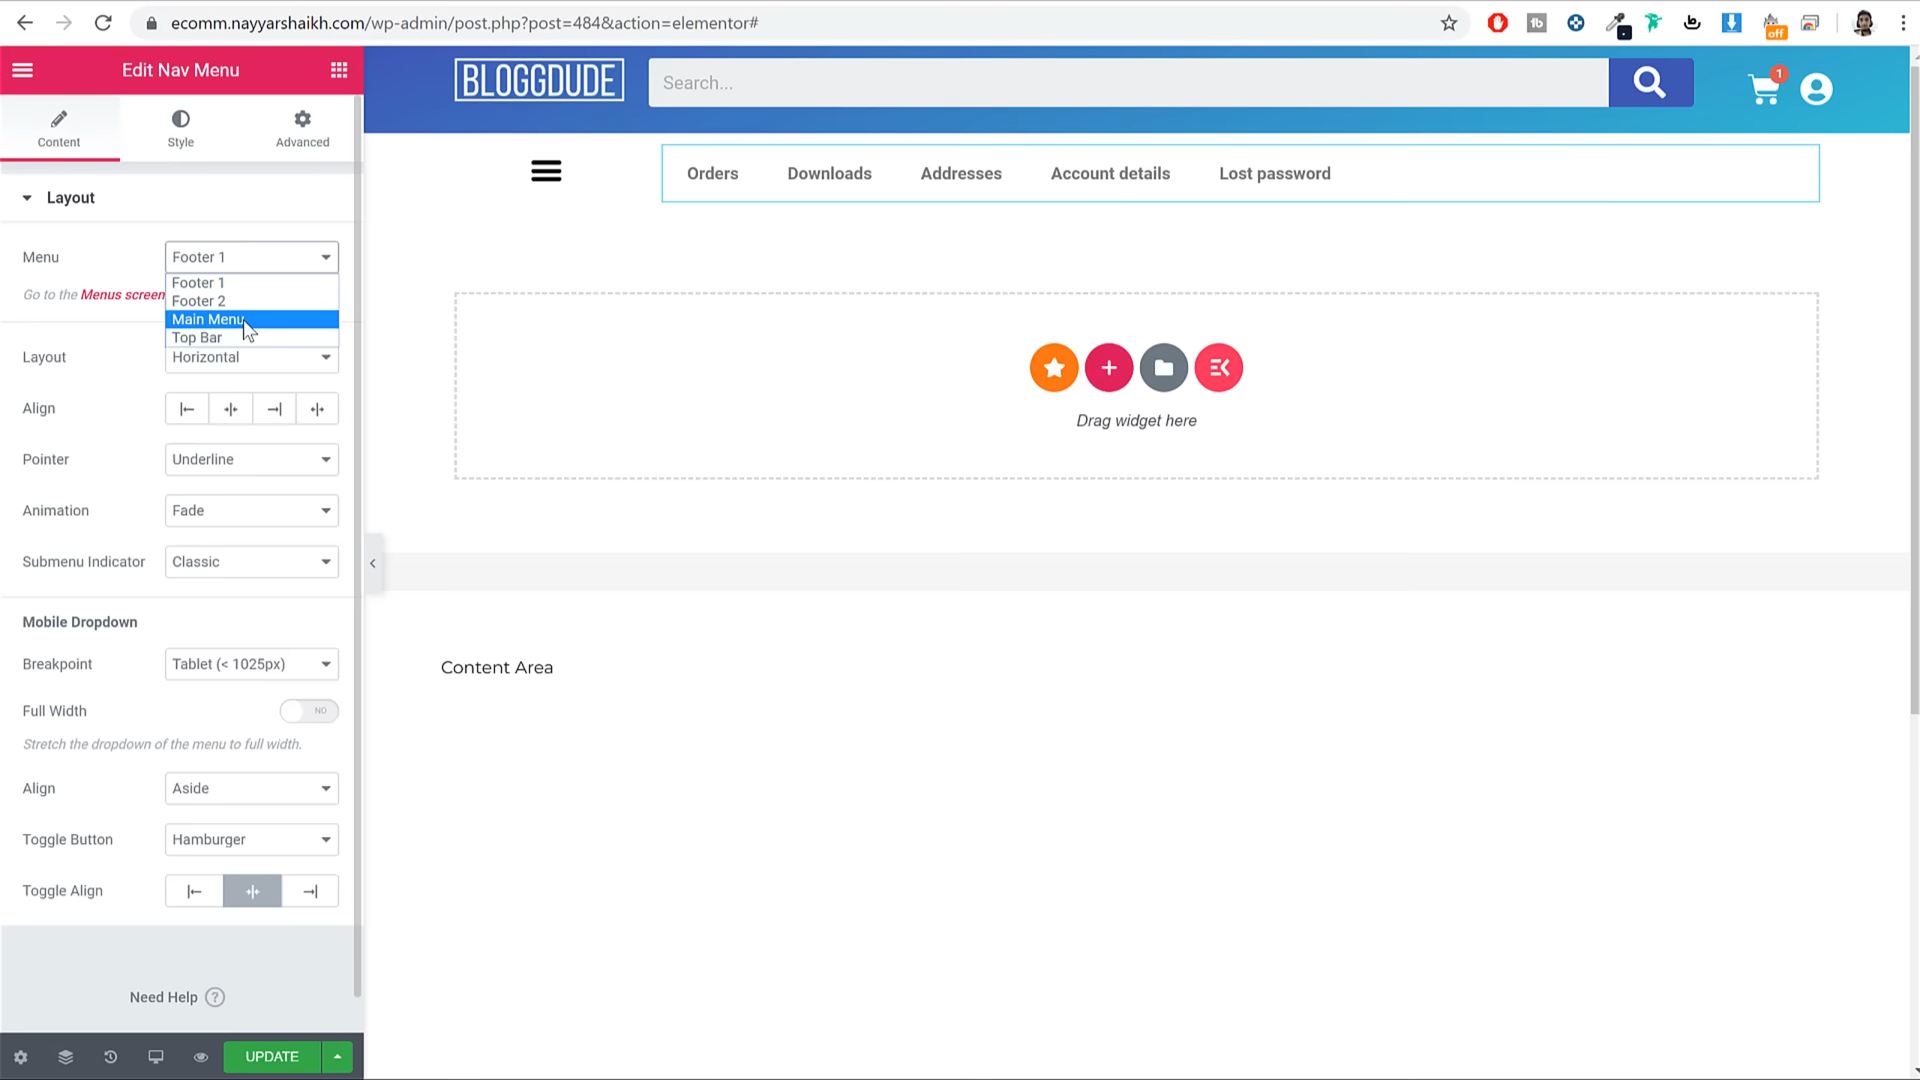 ecomm.nayyarshaikh.com/wp-admin/post.php?post=484&action=elementor#
off
Edit Nav Menu
BLOGGDUDE
Search...
1
Content
Style
Advanced
Orders
Downloads
Addresses
Account details
Lost password
Layout
Menu
Footer 1
Footer 1
Go to the Menus screen
Footer 2
Main Menu
Top Bar
Layout
Horizontal
Align
Drag widget here
Pointer
Underline
Animation
Fade
Submenu Indicator
Classic
Mobile Dropdown
Breakpoint
Tablet (< 1025px)
Content Area
Full Width
NO
Stretch the dropdown of the menu to full width.
Align
Aside
Toggle Button
Hamburger
Toggle Align
Need Help ?
UPDATE